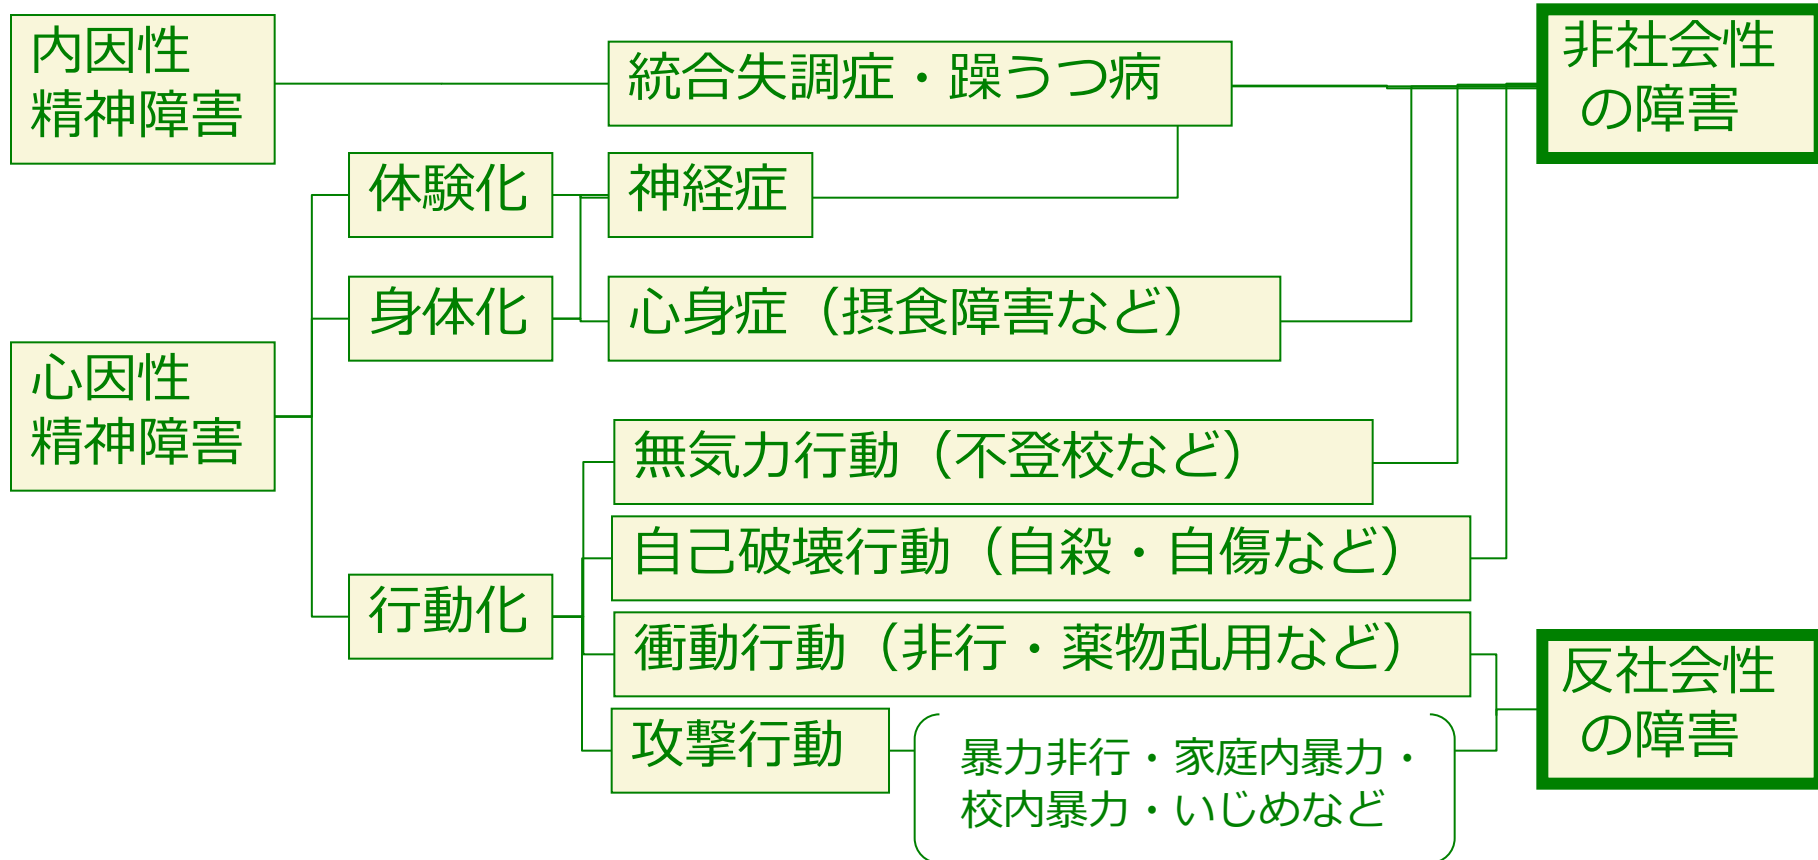 内因性
精神障害
統合失調症・躁うつ病
非社会性
の障害
体験化
神経症
身体化
心身症（摂食障害など）
心因性
精神障害
無気力行動（不登校など）
自己破壊行動（自殺・自傷など）
行動化
衝動行動（非行・薬物乱用など）
反社会性
の障害
攻撃行動
暴力非行・家庭内暴力・
校内暴力・いじめなど